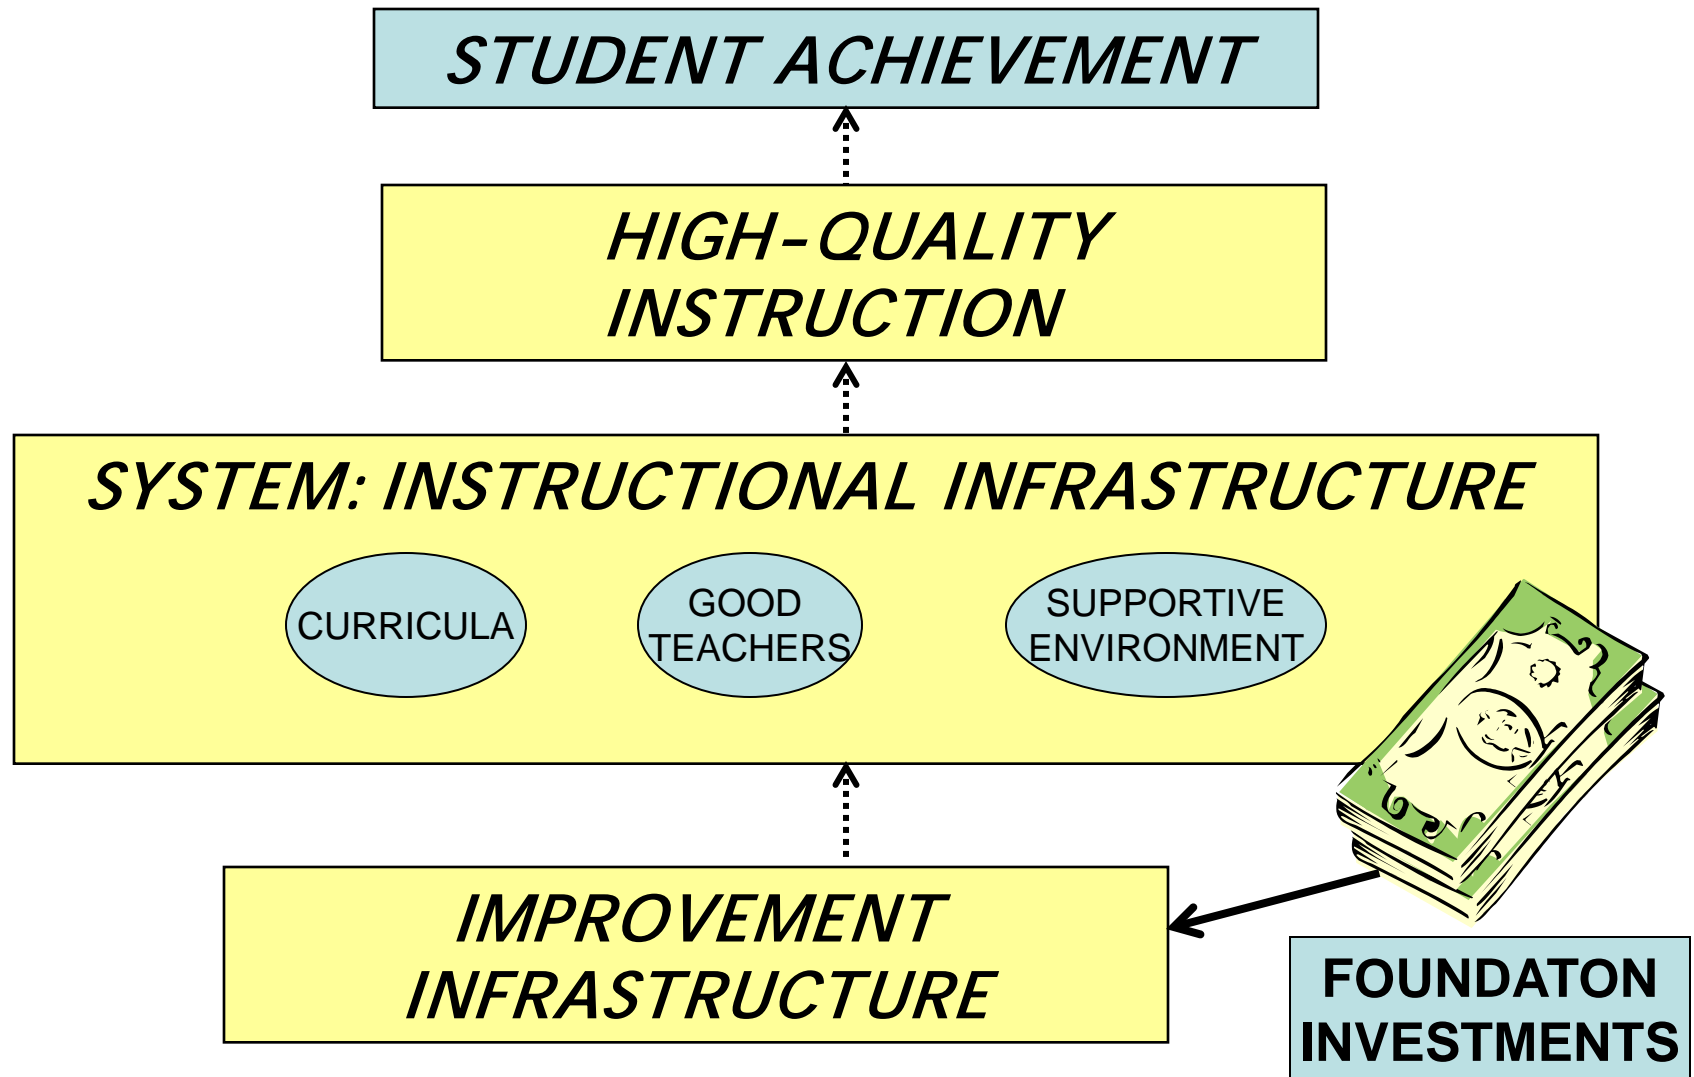 STUDENT ACHIEVEMENT
HIGH-QUALITY
INSTRUCTION
SYSTEM: INSTRUCTIONAL INFRASTRUCTURE
CURRICULA
GOOD
TEACHERS
SUPPORTIVE
ENVIRONMENT
IMPROVEMENT
INFRASTRUCTURE
FOUNDATON
INVESTMENTS